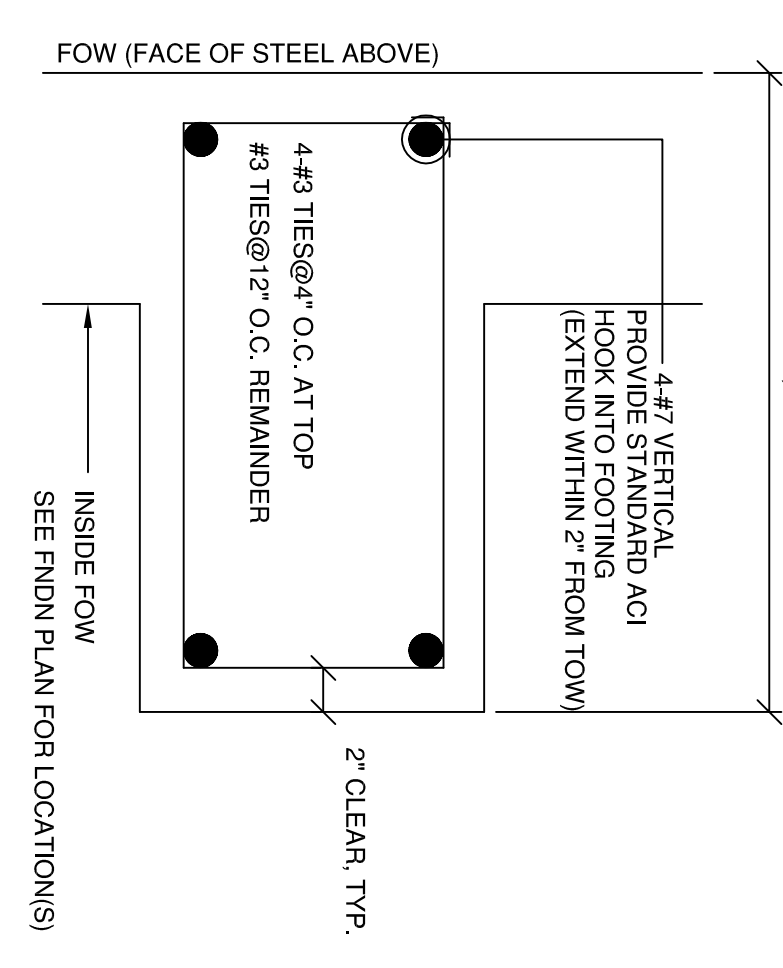 FOW (FACE OF STEEL ABOVE)
4-#3 TIES@4" O.C. AT TOP
#3 TIES@12" O.C. REMAINDER
4-#7 VERTICAL
PROVIDE STANDARD ACI
HOOK INTO FOOTING
(EXTEND WITHIN 2" FROM TOW)
INSIDE FOW
SEE FNDN PLAN FOR LOCATION(S)
2" CLEAR, TYP.